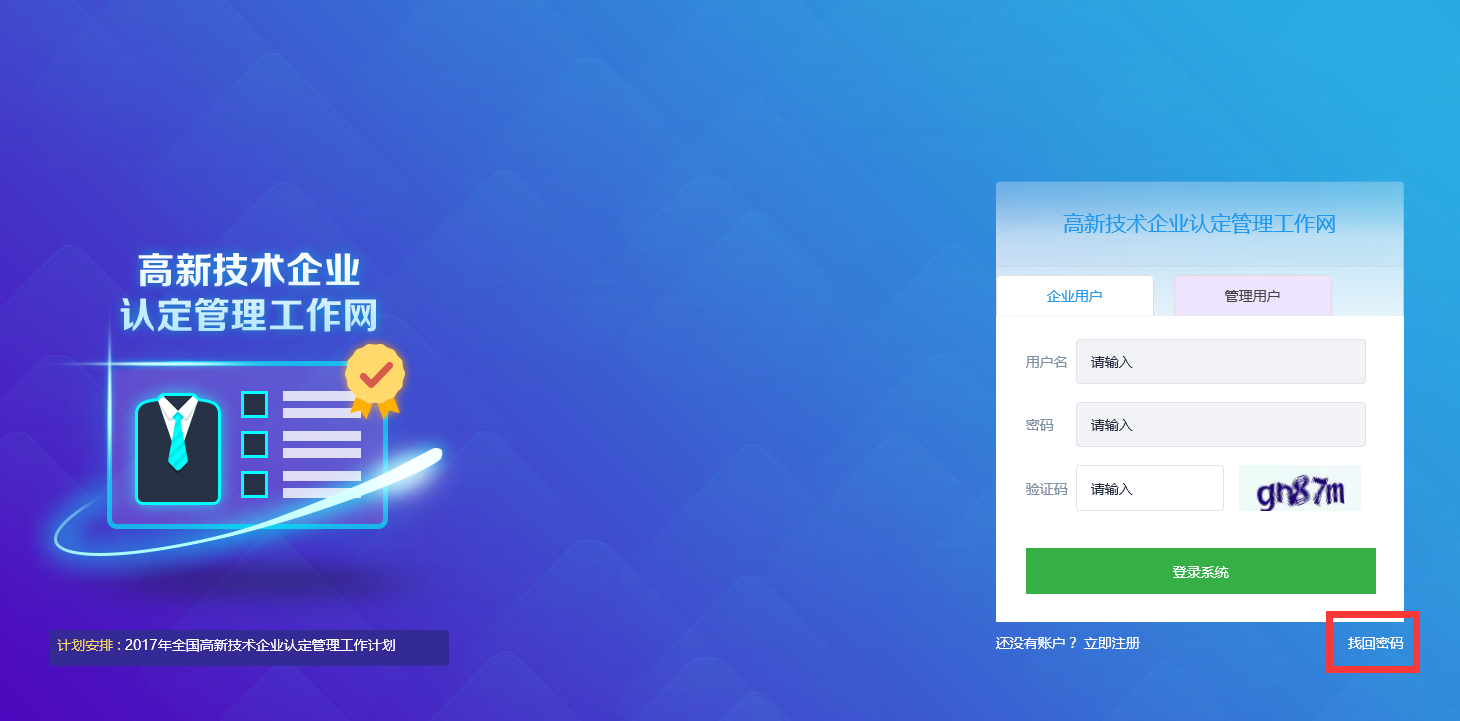 高新技术企业
认定管理工作网
计划安排 : 2017年全国高新技术企业认定管理工作计划
高新技术企业认定管理工作网
企业用户 管理用户
用户名 请输入
密码 请输入
验证码 请输入 gn87m
登录系统
还没有账户? 立即注册 找回密码